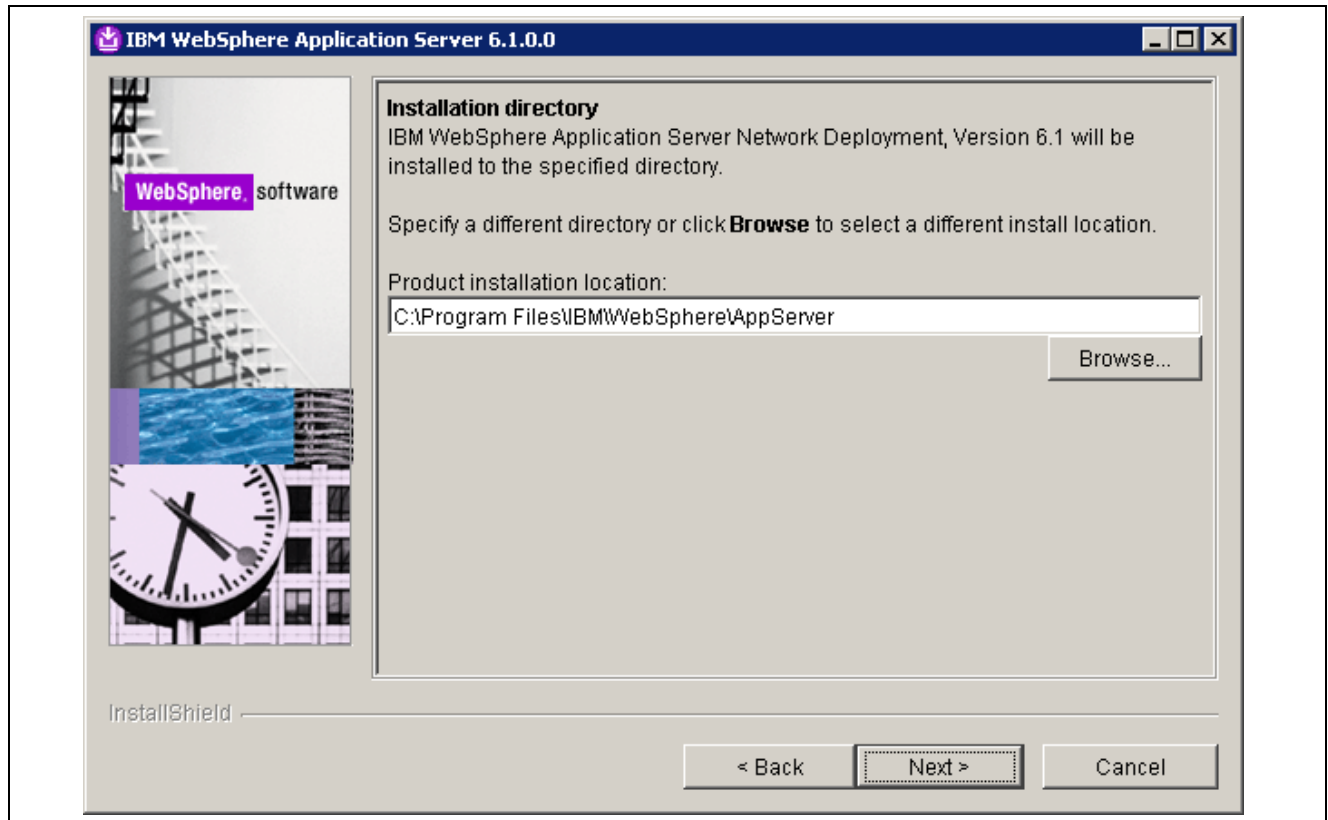 IBM WebSphere Application Server 6.1.0.0
WebSphere. software
Installation directory
IBM WebSphere Application Server Network Deployment, Version 6.1 will be
installed to the specified directory.
Specify a different directory or click Browse to select a different install location.
Product installation location:
C:\Program Files\IBM\WebSphere\AppServer
Browse...
InstallShield
< Back
Next >
Cancel